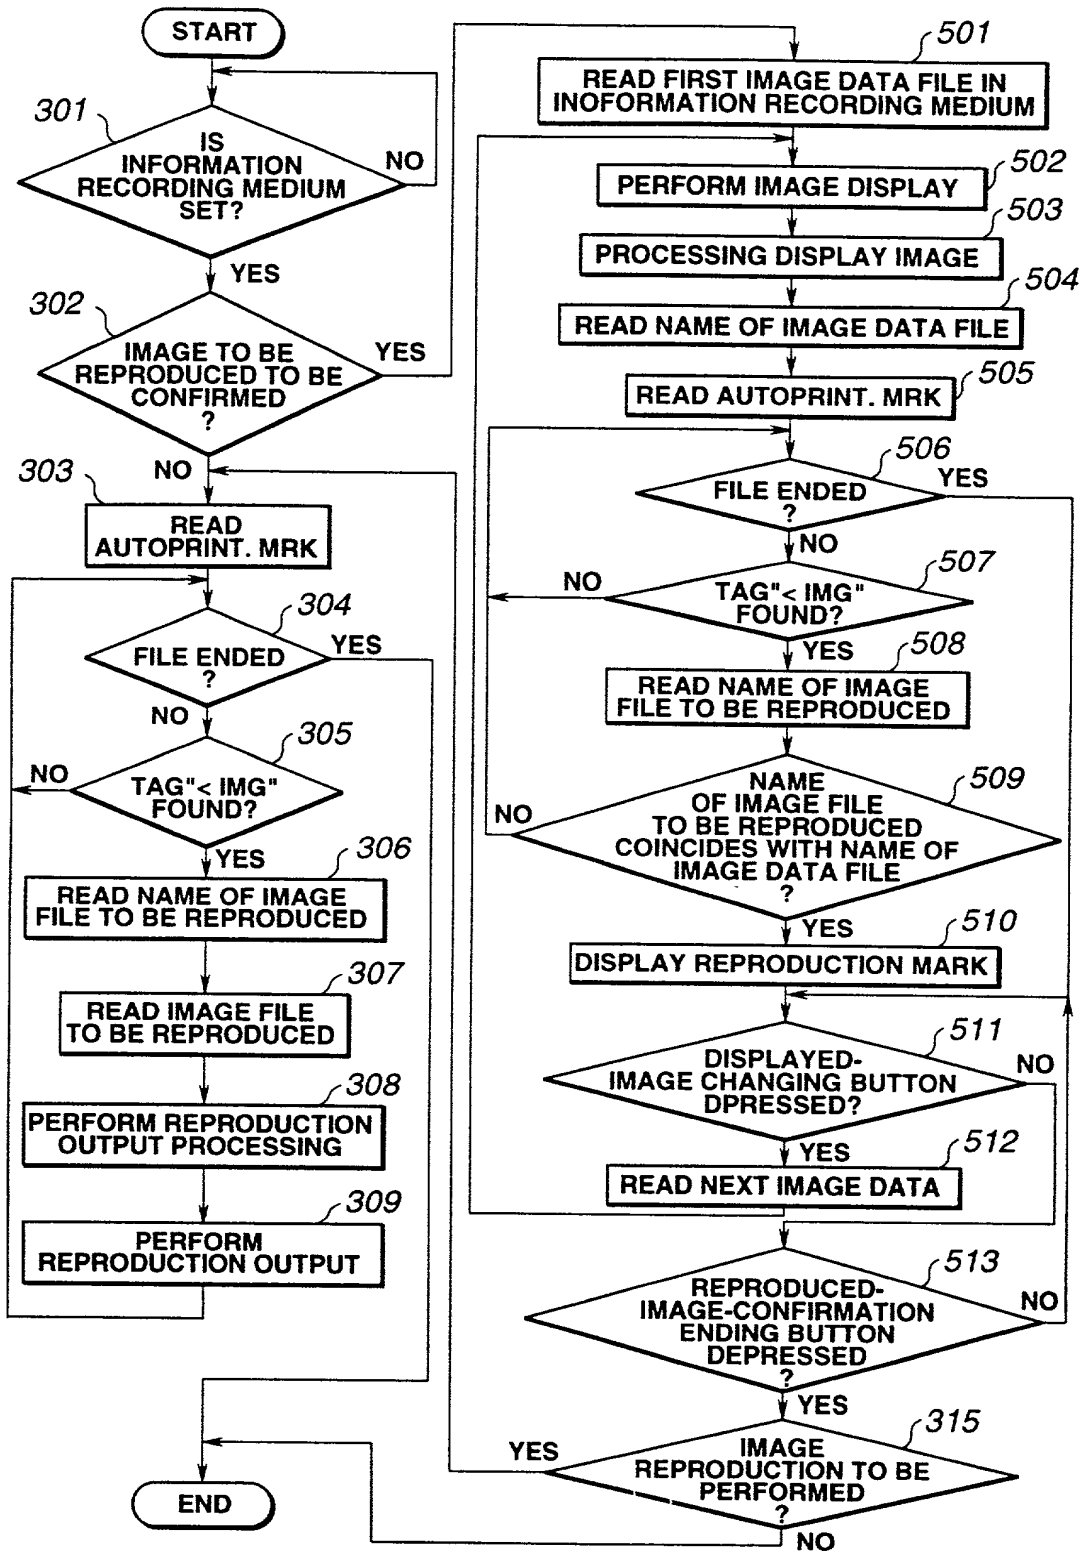 START
301
IS
INFORMATION
RECORDING MEDIUM
SET?
NO
YES
302
IMAGE TO BE
REPRODUCED TO BE
CONFIRMED
?
YES
NO
303
READ
AUTOPRINT. MRK
304
FILE ENDED
?
YES
NO
305
TAG"< IMG"
FOUND?
NO
YES
306
READ NAME OF IMAGE
FILE TO BE REPRODUCED
307
READ IMAGE FILE
TO BE REPRODUCED
308
PERFORM REPRODUCTION
OUTPUT PROCESSING
309
PERFORM
REPRODUCTION OUTPUT
END
501
READ FIRST IMAGE DATA FILE IN
INOFORMATION RECORDING MEDIUM
502
PERFORM IMAGE DISPLAY
503
PROCESSING DISPLAY IMAGE
504
READ NAME OF IMAGE DATA FILE
505
READ AUTOPRINT. MRK
506
FILE ENDED
?
YES
NO
507
TAG"< IMG"
FOUND?
NO
YES
508
READ NAME OF IMAGE
FILE TO BE REPRODUCED
509
NAME
OF IMAGE FILE
TO BE REPRODUCED
COINCIDES WITH NAME OF
IMAGE DATA FILE
?
NO
YES
510
DISPLAY REPRODUCTION MARK
511
DISPLAYED-
IMAGE CHANGING BUTTON
DPRESSED?
NO
YES
512
READ NEXT IMAGE DATA
513
REPRODUCED-
IMAGE-CONFIRMATION
ENDING BUTTON
DEPRESSED
?
NO
YES
315
IMAGE
REPRODUCTION TO BE
PERFORMED
?
YES
NO